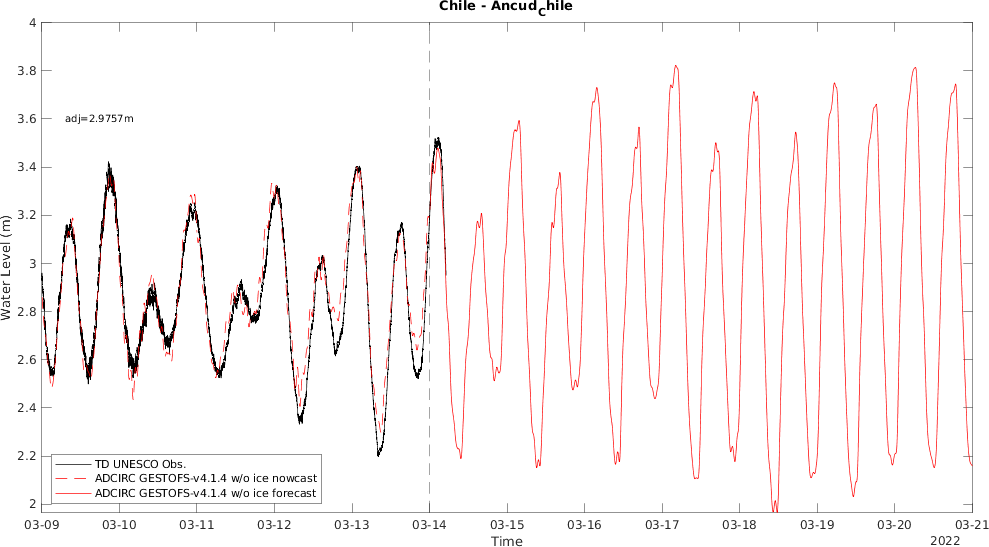 Chile - Ancud_Chile
4
3.8
3.6
3.4
3.2
3
2.8
2.6
2.4
2.2
2
Water Level (m)
adj=2.9757m
TD UNESCO Obs.
ADCIRC GESTOFS-v4.1.4 w/o ice nowcast
ADCIRC GESTOFS-v4.1.4 w/o ice forecast
03-09 03-10 03-11 03-12 03-13 03-14 03-15 03-16 03-17 03-18 03-19 03-20 03-21
Time
2022